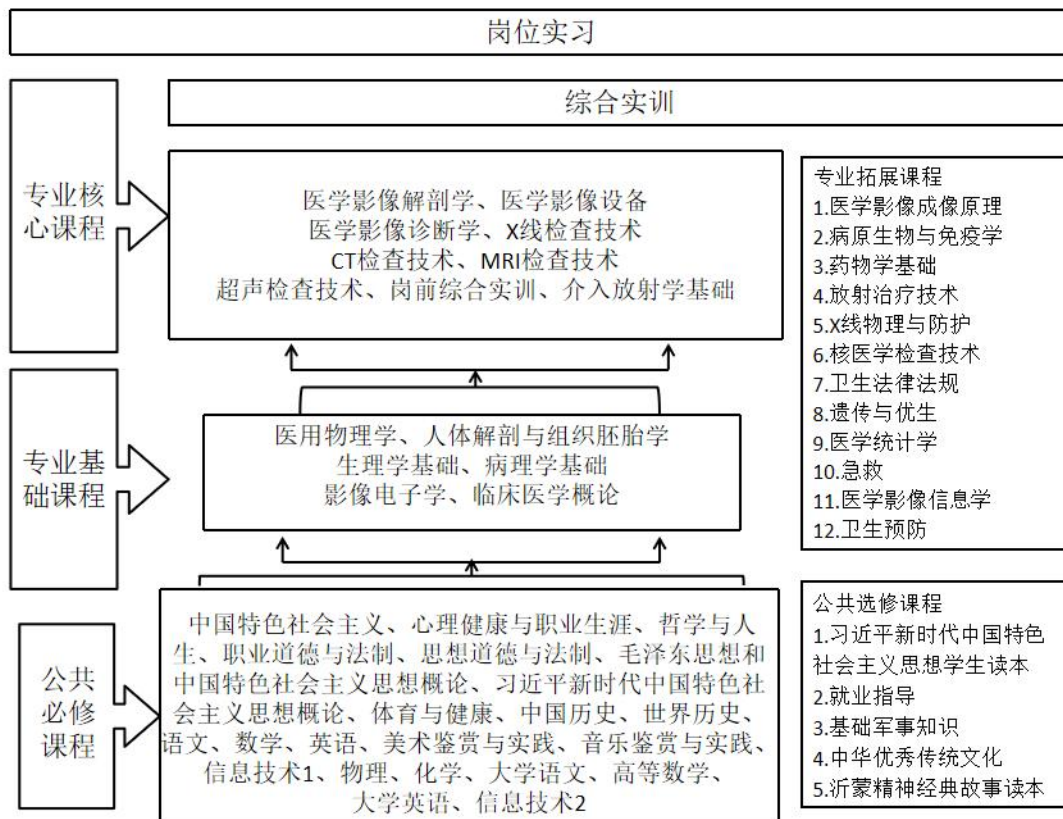 岗位实习
综合实训
专业核
心课程
医学影像解剖学、医学影像设备
医学影像诊断学、X线检查技术
CT检查技术、MRI检查技术
超声检查技术、岗前综合实训、介入放射学基础
专业拓展课程
1.医学影像成像原理
2.病原生物与免疫学
3.药物学基础
4.放射治疗技术
5.X线物理与防护
6.核医学检查技术
7.卫生法律法规
8.遗传与优生
9.医学统计学
10.急救
11.医学影像信息学
12.卫生预防
专业基
础课程
医用物理学、人体解剖与组织胚胎学
生理学基础、病理学基础
影像电子学、临床医学概论
公共
必修
课程
中国特色社会主义、心理健康与职业生涯、哲学与人
生、职业道德与法制、思想道德与法制、毛泽东思想和
中国特色社会主义思想概论、习近平新时代中国特色社
会主义思想概论、体育与健康、中国历史、世界历史、
语文、数学、英语、美术鉴赏与实践、音乐鉴赏与实践、
信息技术1、物理、化学、大学语文、高等数学、
大学英语、信息技术2
公共选修课程
1.习近平新时代中国特色
社会主义思想学生读本
2.就业指导
3.基础军事知识
4.中华优秀传统文化
5.沂蒙精神经典故事读本